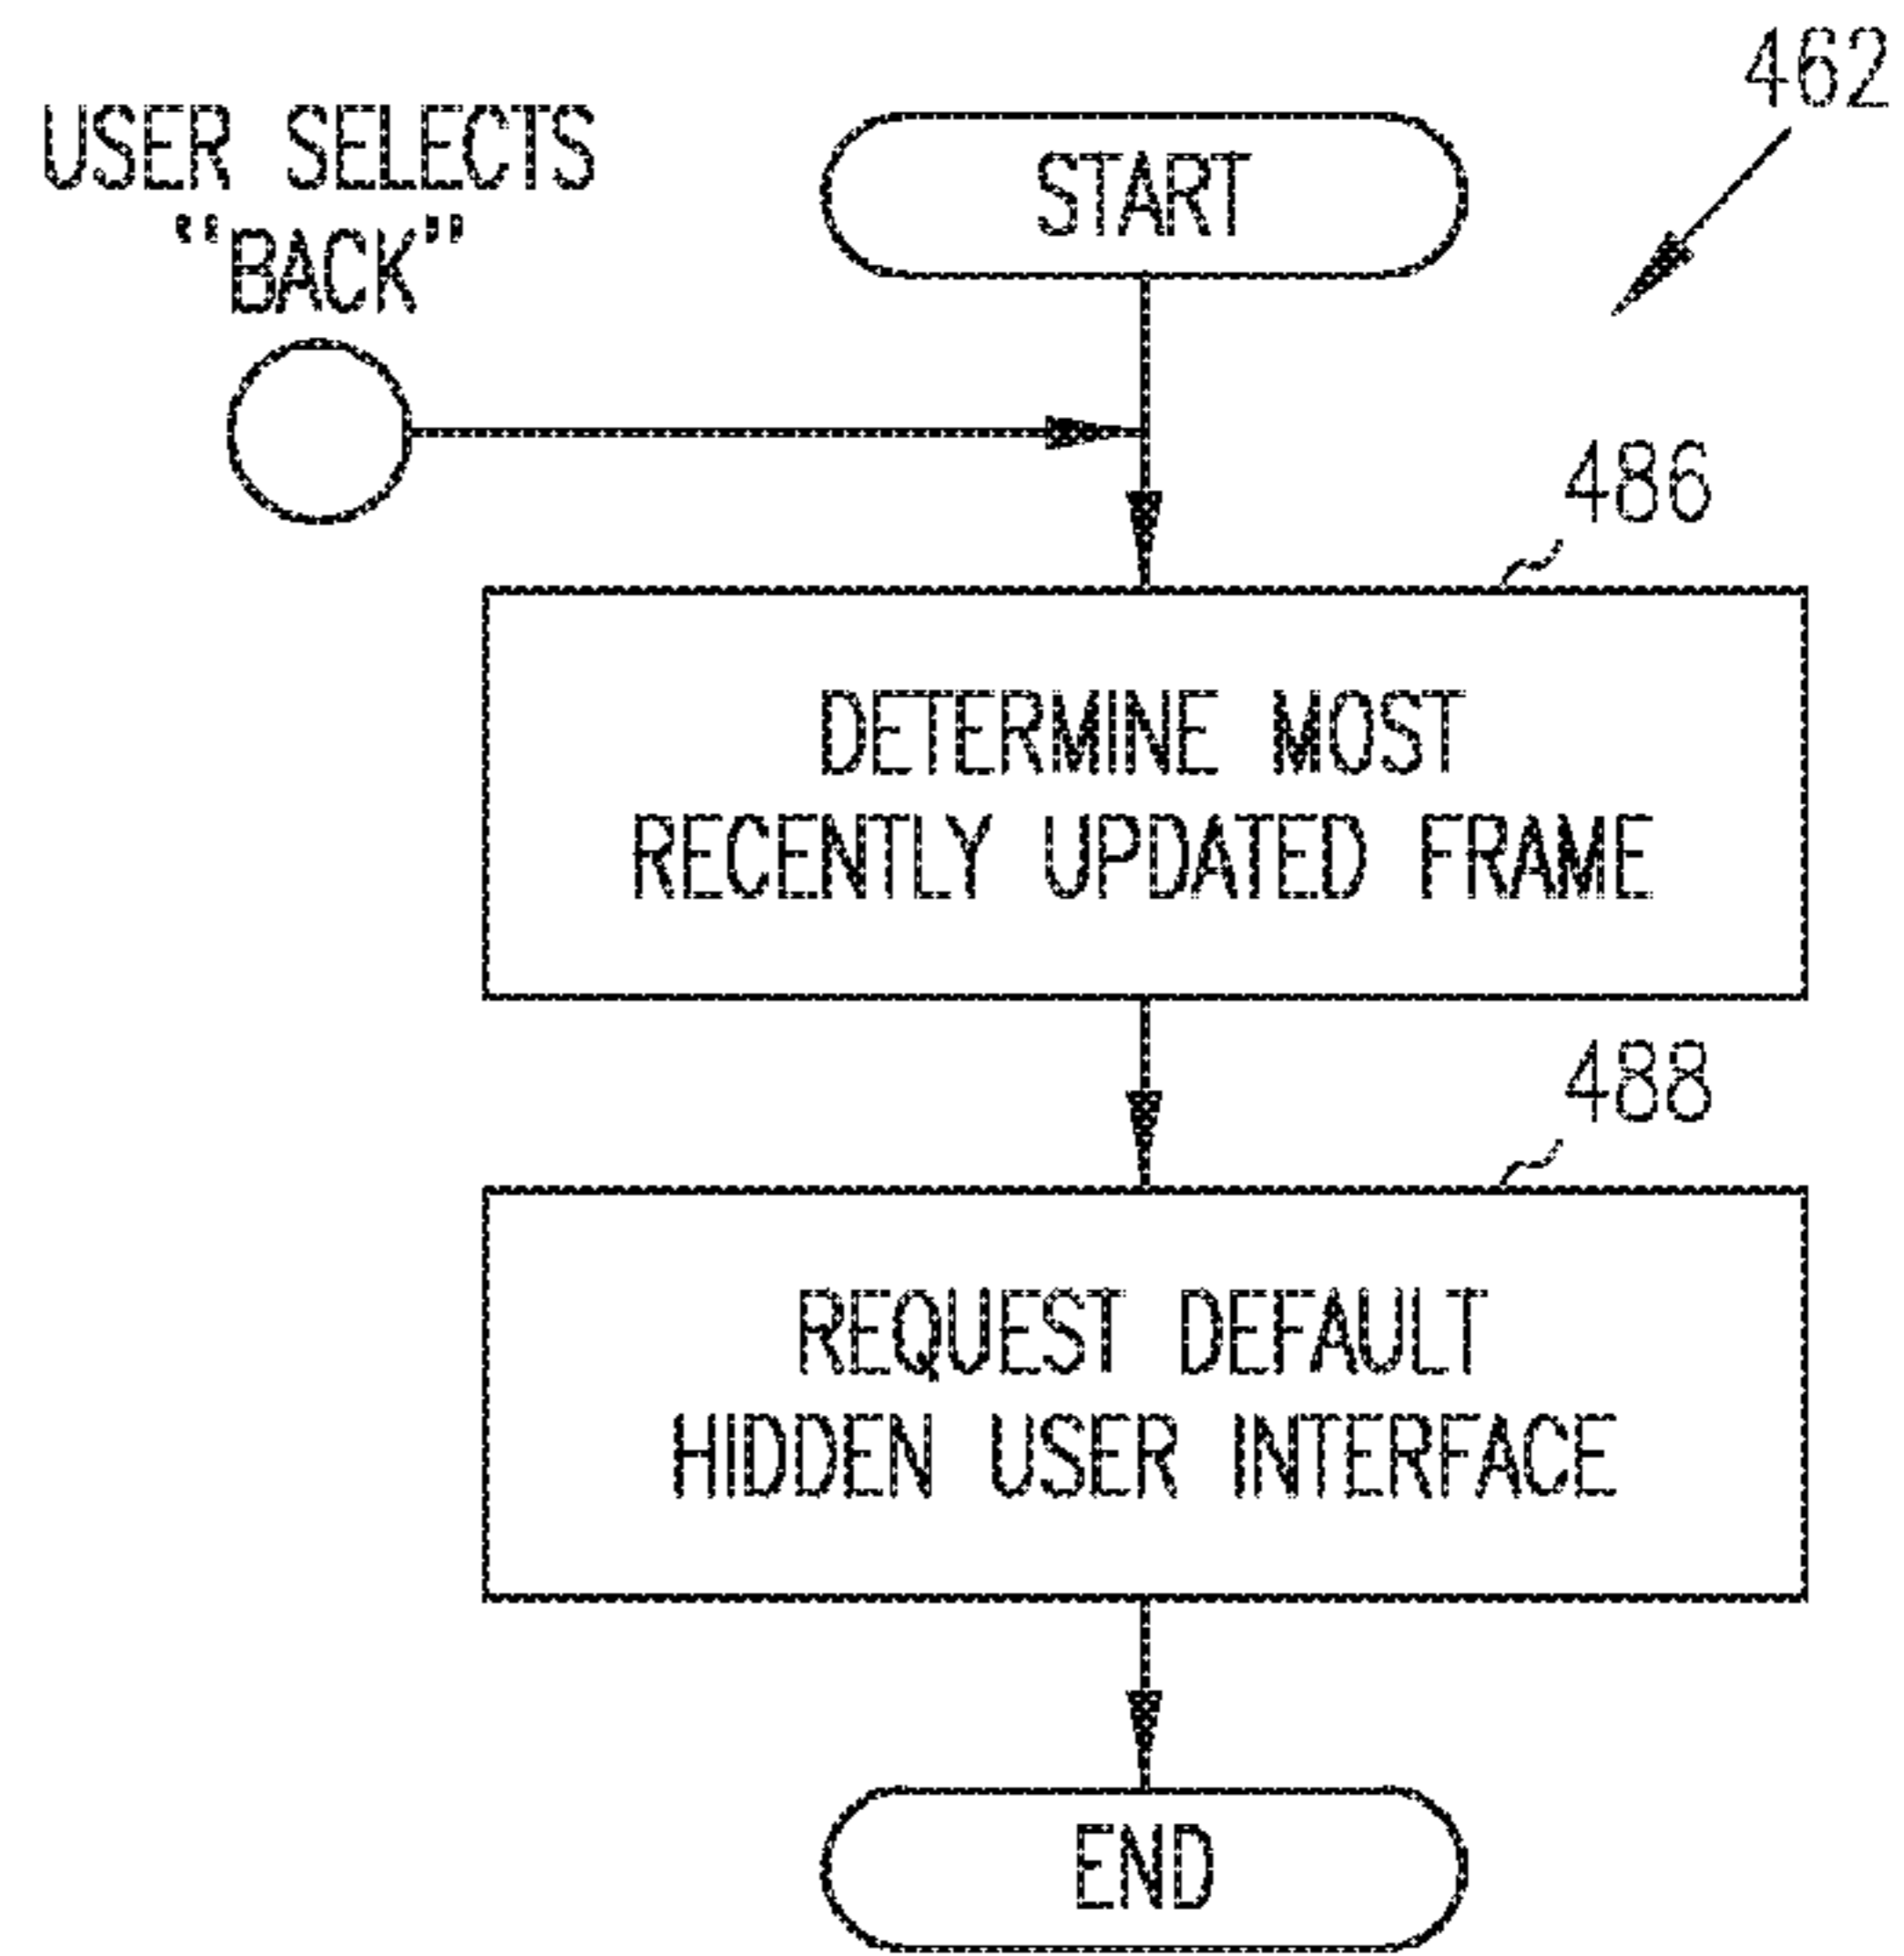 462
USER SELECTS
"BACK"
START
486
DETERMINE MOST
RECENTLY UPDATED FRAME
488
REQUEST DEFAULT
HIDDEN USER INTERFACE
END